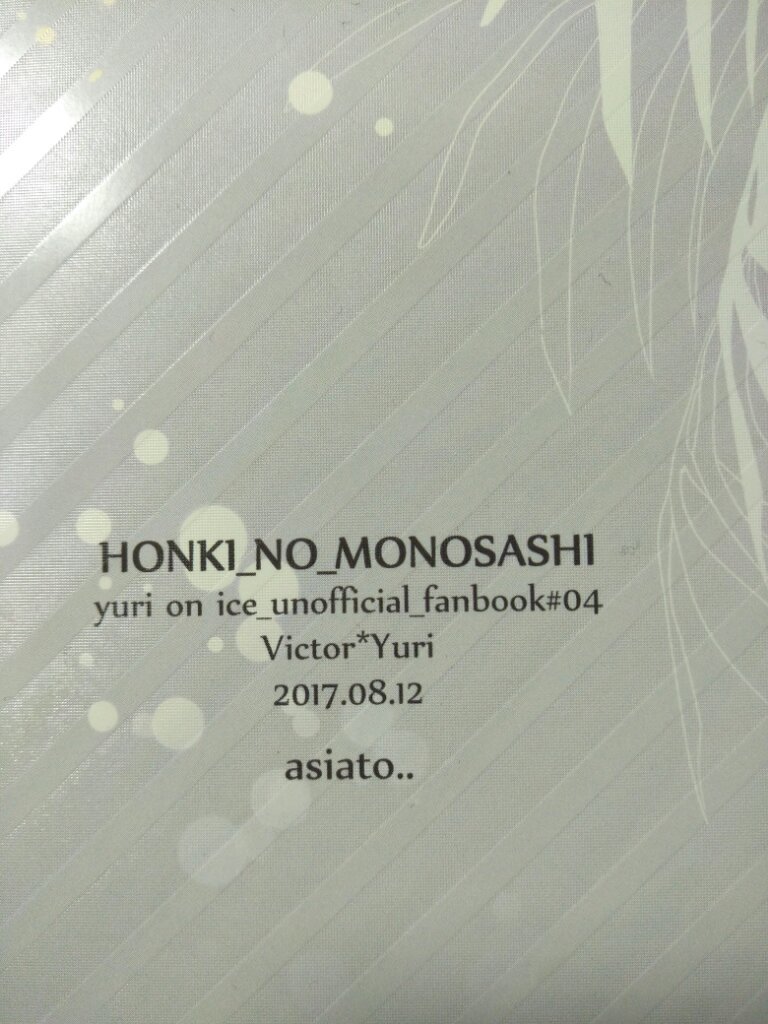 HONKI_NO_MONOSASHI
yuri on ice_unofficial_fanbook#04
Victor*Yuri
2017.08.12
asiato..